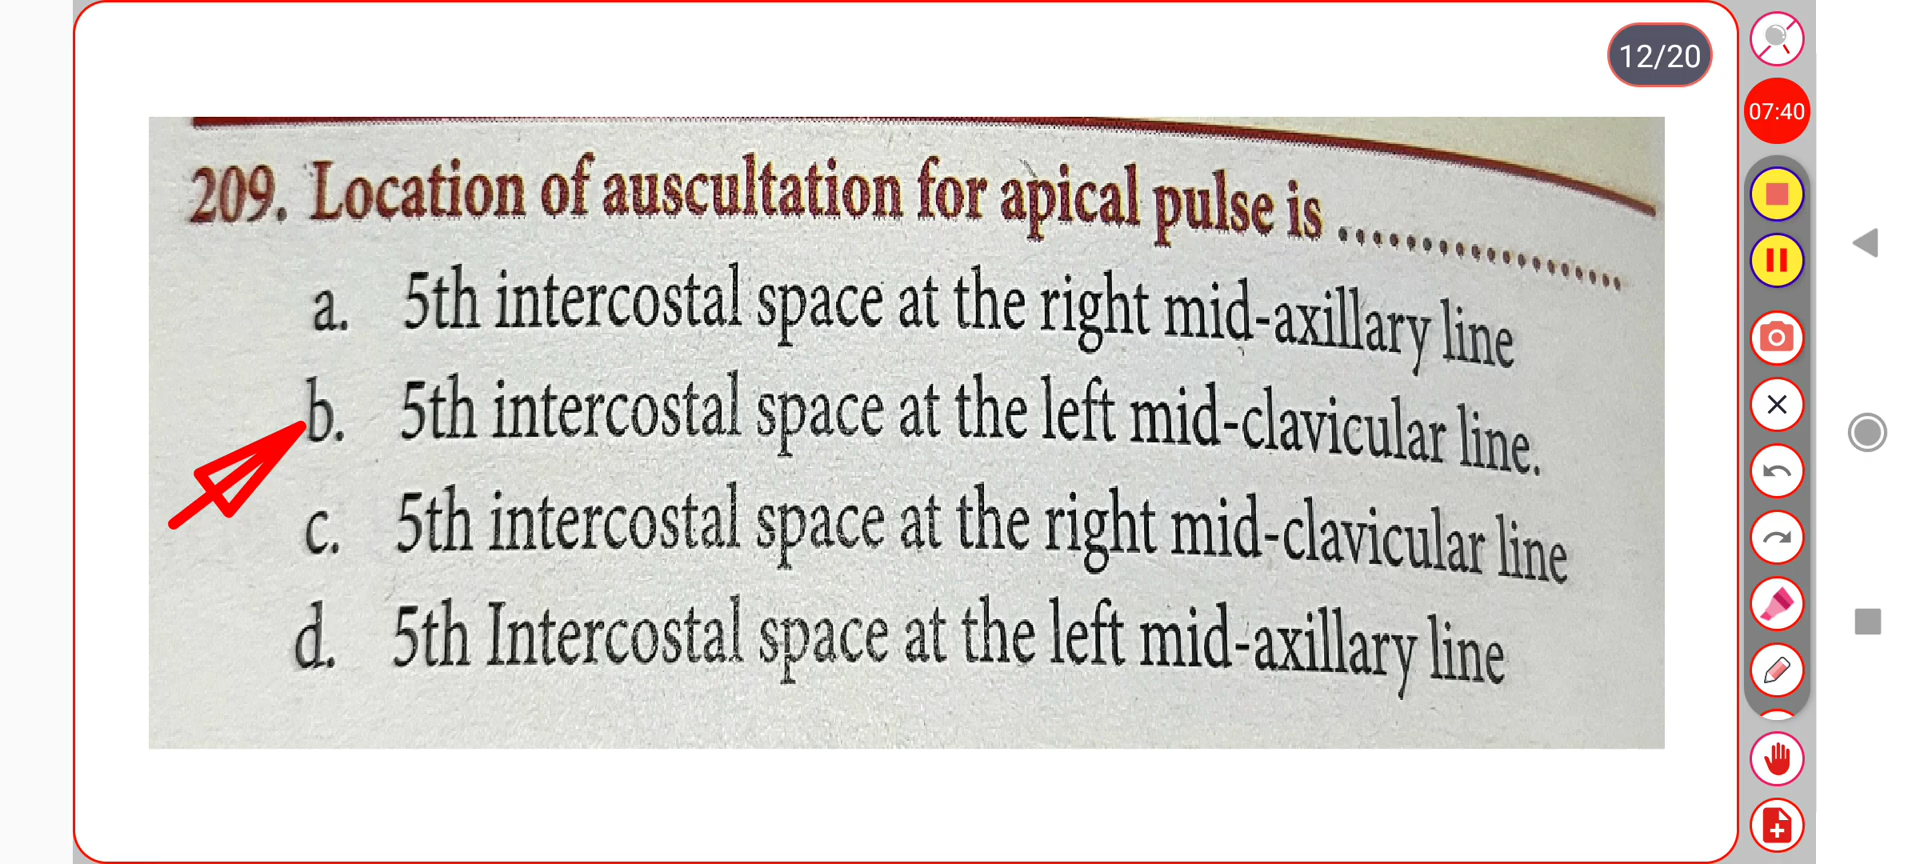 12/20
07:40
209. Location of auscultation for apical pulse is .................
a. 5th intercostal space at the right mid-axillary line
b. 5th intercostal space at the left mid-clavicular line.
c. 5th intercostal space at the right mid-clavicular line
d. 5th Intercostal space at the left mid-axillary line